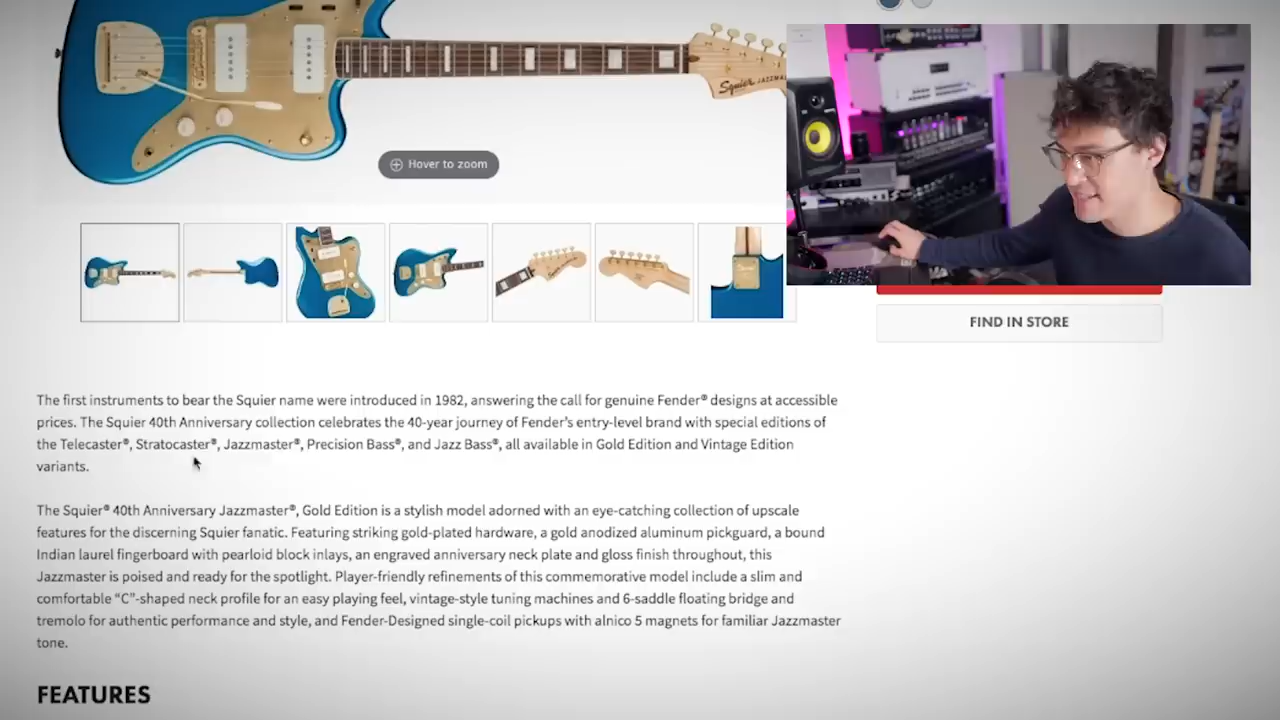 Squier JAZZMA
Hover to zoom
FIND IN STORE
The first instruments to bear the Squier name were introduced in 1982, answering the call for genuine Fender® designs at accessible
prices. The Squier 40th Anniversary collection celebrates the 40-year journey of Fender's entry-level brand with special editions of
the Telecaster®, Stratocaster®, Jazzmaster®, Precision Bass®, and Jazz Bass®, all available in Gold Edition and Vintage Edition
variants.
The Squier® 40th Anniversary Jazzmaster®, Gold Edition is a stylish model adorned with an eye-catching collection of upscale
features for the discerning Squier fanatic. Featuring striking gold-plated hardware, a gold anodized aluminum pickguard, a bound
Indian laurel fingerboard with pearloid block inlays, an engraved anniversary neck plate and gloss finish throughout, this
Jazzmaster is poised and ready for the spotlight. Player-friendly refinements of this commemorative model include a slim and
comfortable “C”-shaped neck profile for an easy playing feel, vintage-style tuning machines and 6-saddle floating bridge and
tremolo for authentic performance and style, and Fender-Designed single-coil pickups with alnico 5 magnets for familiar Jazzmaster
tone.
FEATURES